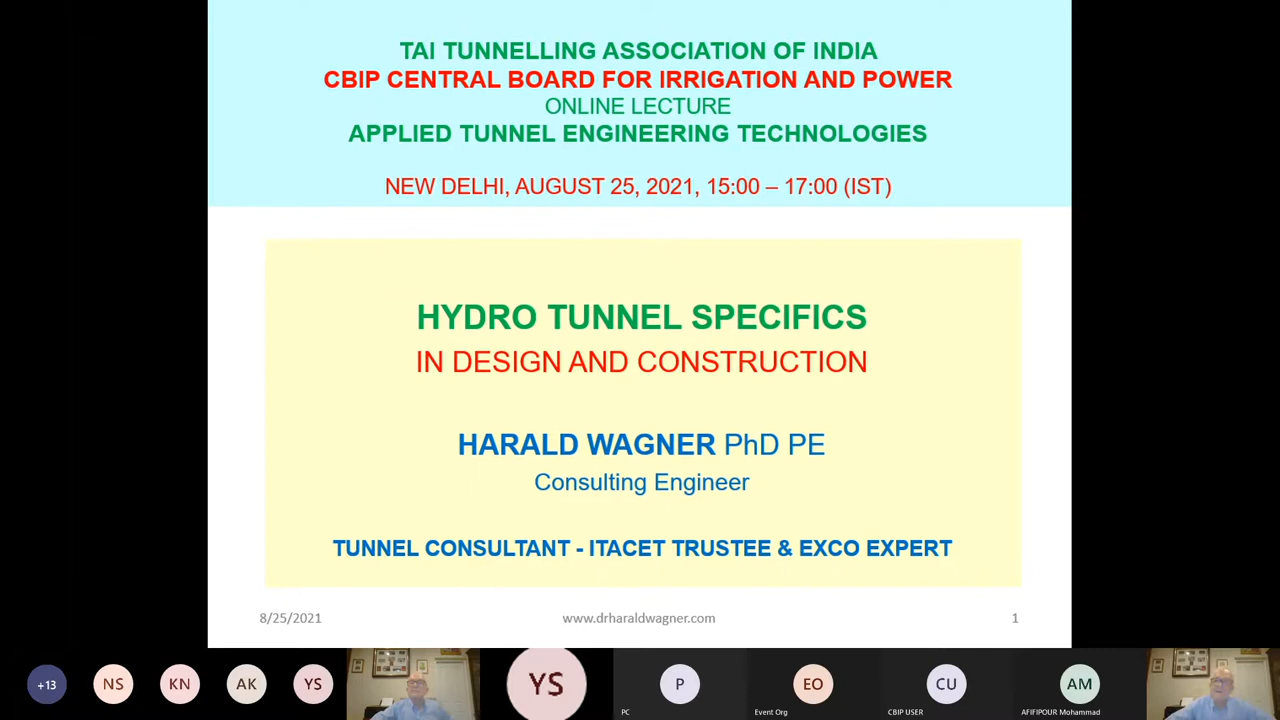 TAI TUNNELLING ASSOCIATION OF INDIA
CBIP CENTRAL BOARD FOR IRRIGATION AND POWER
ONLINE LECTURE
APPLIED TUNNEL ENGINEERING TECHNOLOGIES
NEW DELHI, AUGUST 25, 2021, 15:00 – 17:00 (IST)
HYDRO TUNNEL SPECIFICS
IN DESIGN AND CONSTRUCTION
HARALD WAGNER PhD PE
Consulting Engineer
TUNNEL CONSULTANT - ITACET TRUSTEE & EXCO EXPERT
8/25/2021 www.drharaldwagner.com 1
+13 NS KN AK YS YS P EO CU AM
PC Event Org CBIP USER AFIFIPOUR Mohammad